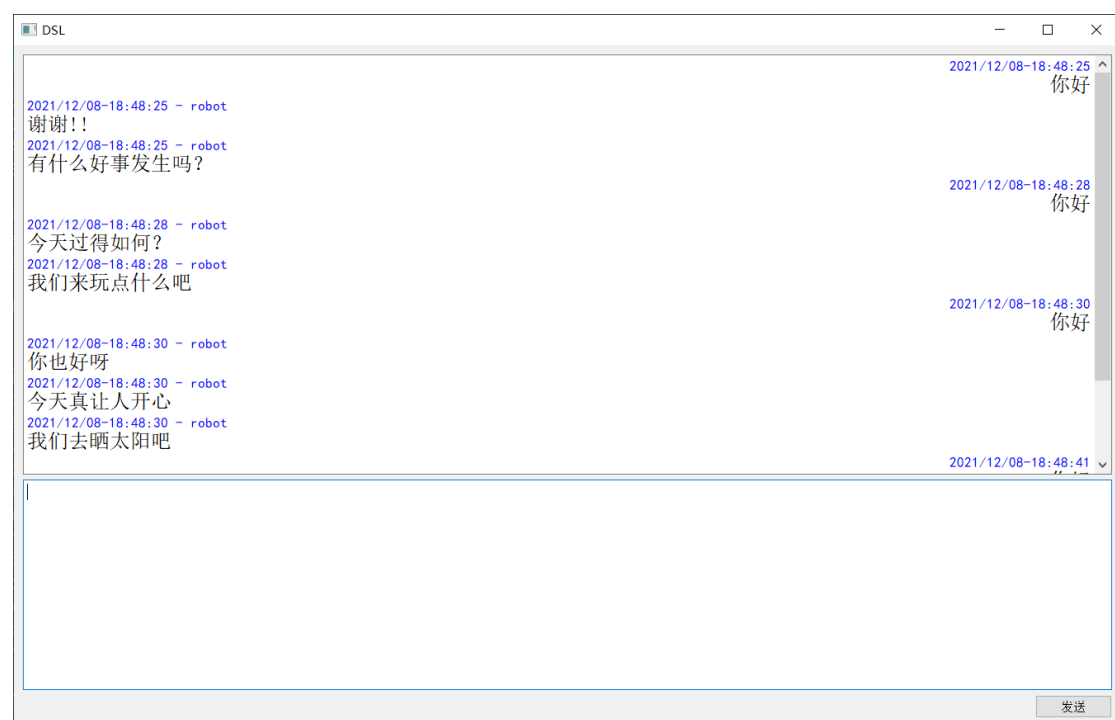 DSL
2021/12/08-18:48:25
你好
2021/12/08-18:48:25 - robot
谢谢!!
2021/12/08-18:48:25 - robot
有什么好事发生吗?
2021/12/08-18:48:28
你好
2021/12/08-18:48:28 - robot
今天过得如何?
2021/12/08-18:48:28 - robot
我们来玩点什么吧
2021/12/08-18:48:30
你好
2021/12/08-18:48:30 - robot
你也好呀
2021/12/08-18:48:30 - robot
今天真让人开心
2021/12/08-18:48:30 - robot
我们去晒太阳吧
2021/12/08-18:48:41
发送